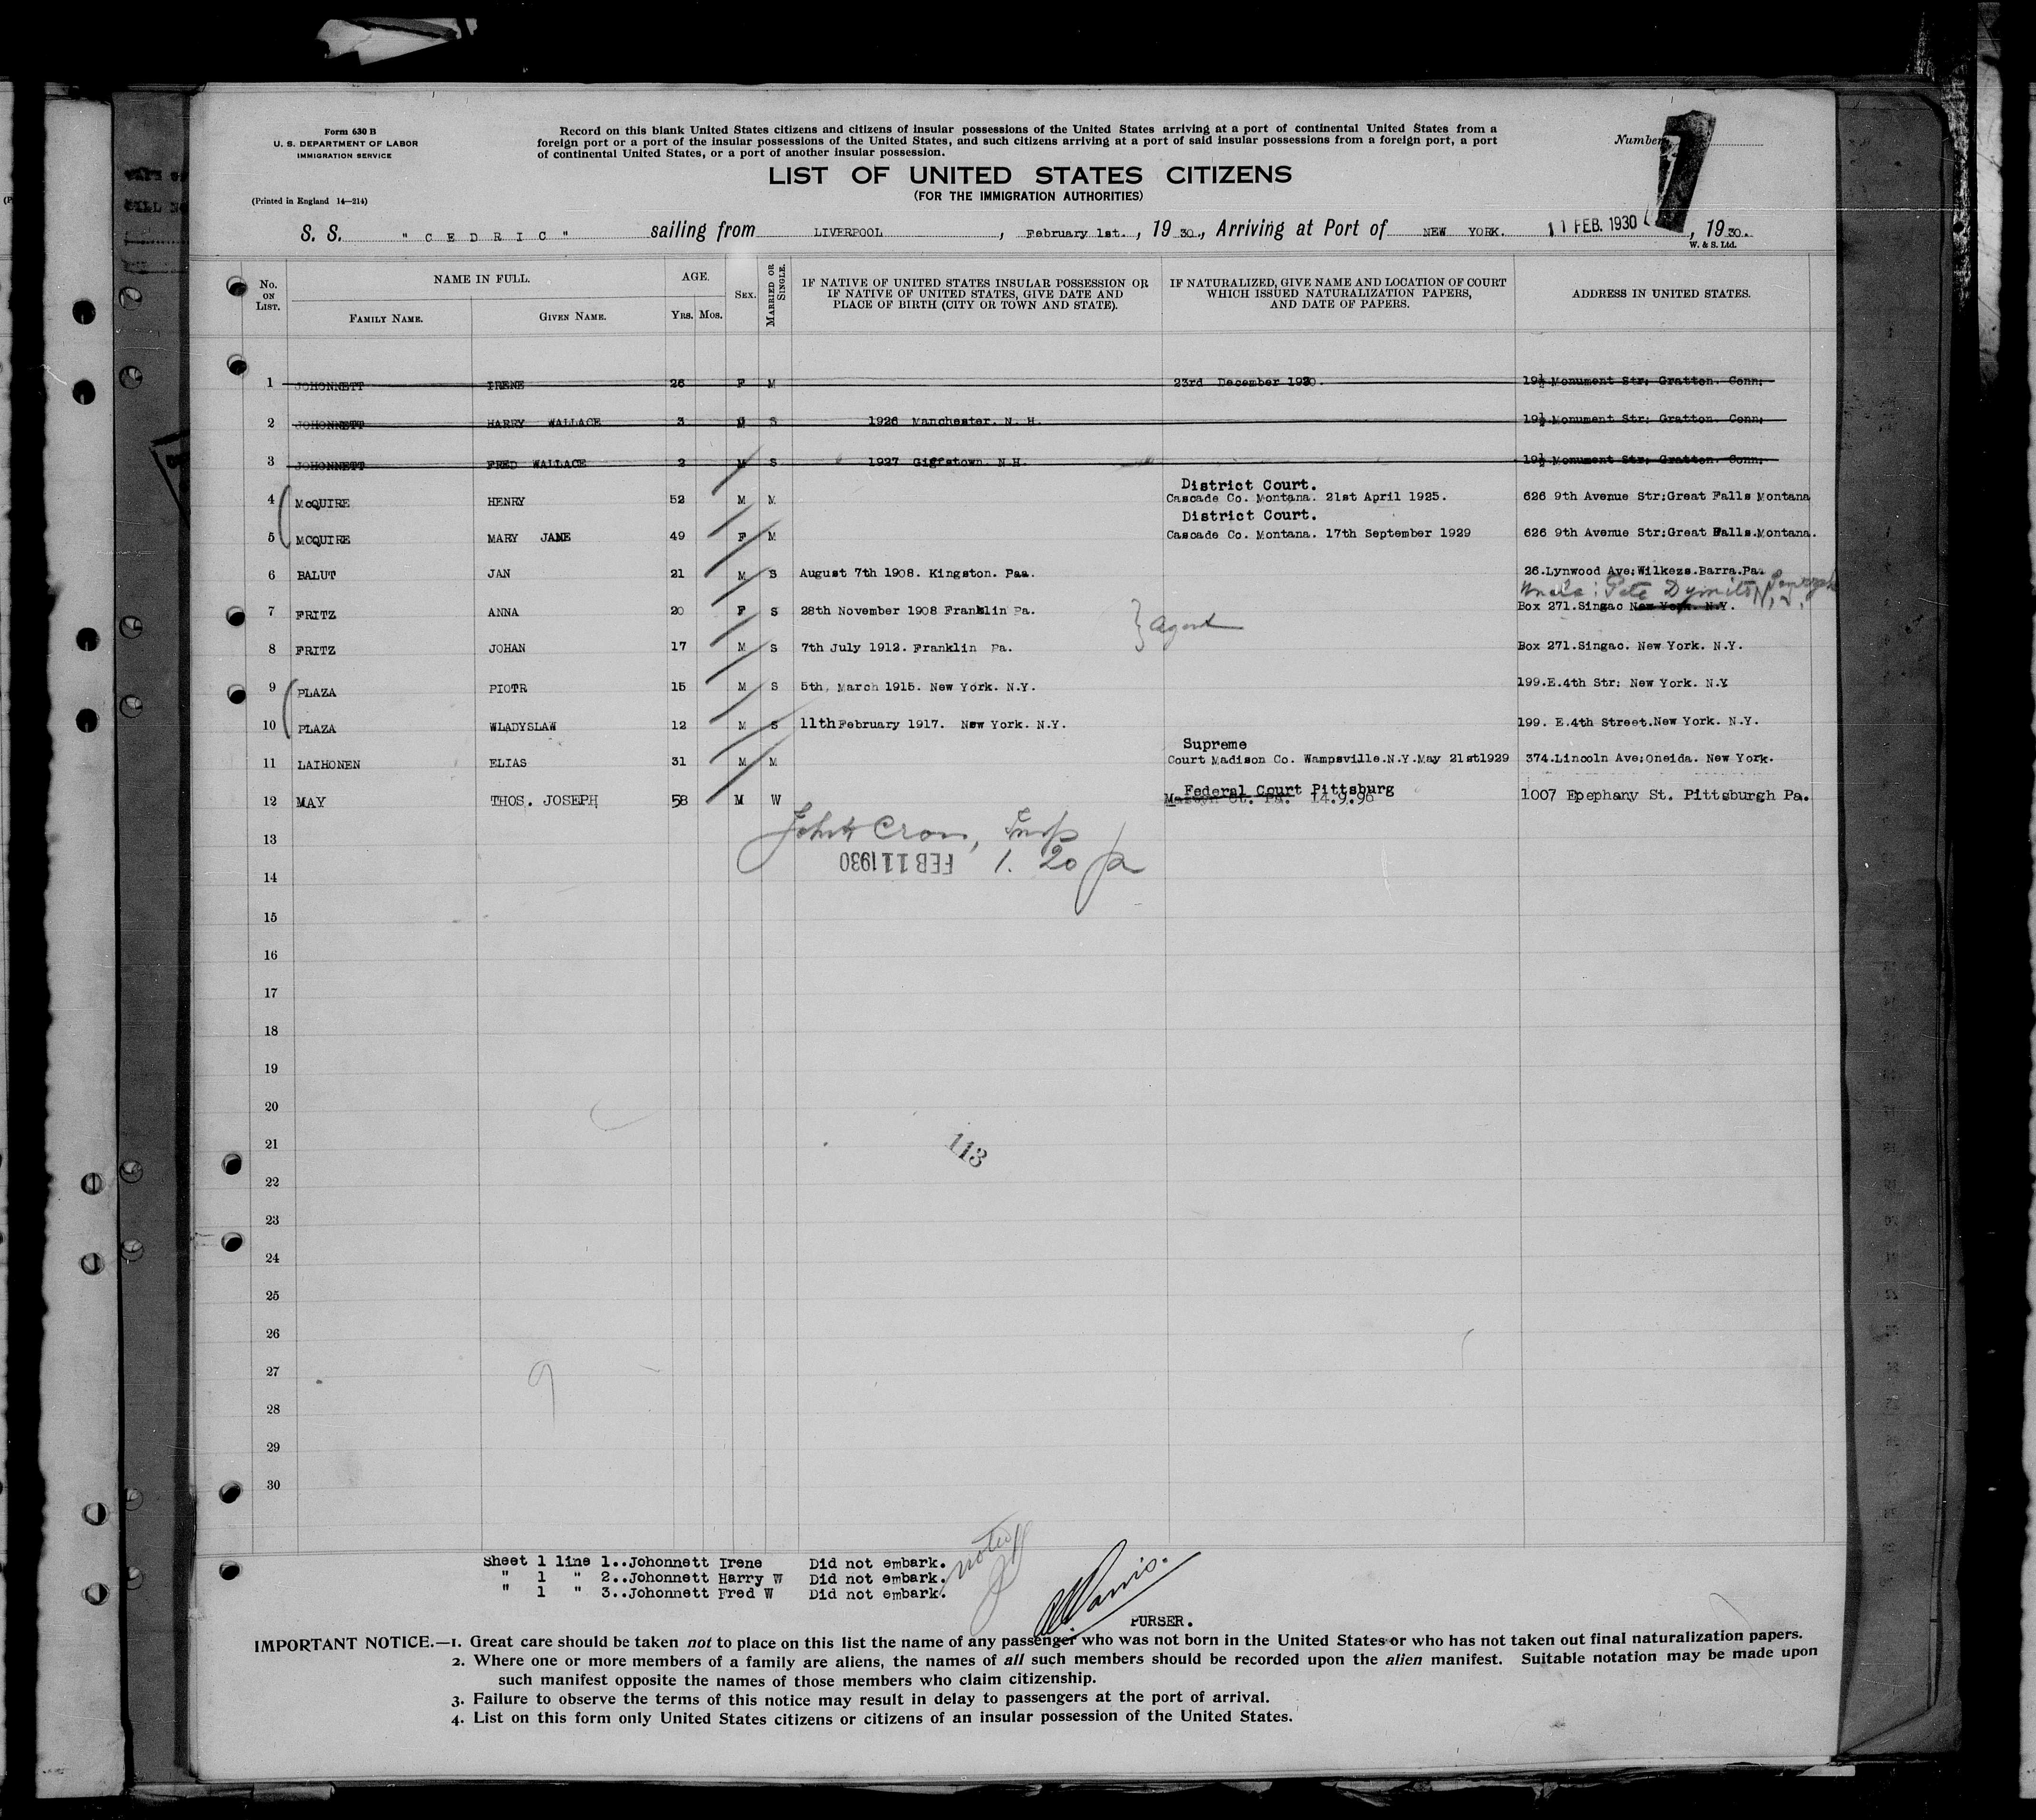 Form 630 B
U. S. DEPARTMENT OF LABOR
IMMIGRATION SERVICE
(Printed in England 14—214)
Record on this blank United States citizens and citizens of insular possessions of the United States arriving at a port of continental United States from a
foreign port or a port of the insular possessions of the United States, and such citizens arriving at a port of said insular possessions from a foreign port, a port
of continental United States, or a port of another insular possession.
Number
LIST OF UNITED STATES CITIZENS
(FOR THE IMMIGRATION AUTHORITIES)
S. S. "CEDRIC" sailing from LIVERPOOL, February 1st., 19 30., Arriving at Port of NEW YORK. 11 FEB. 1930, 19 30.
W. & S. Ltd.
No. ON LIST. NAME IN FULL. FAMILY NAME. GIVEN NAME. AGE. YRS. MOS. SEX. MARRIED OR SINGLE. IF NATIVE OF UNITED STATES INSULAR POSSESSION OR IF NATIVE OF UNITED STATES, GIVE DATE AND PLACE OF BIRTH (CITY OR TOWN AND STATE). IF NATURALIZED, GIVE NAME AND LOCATION OF COURT WHICH ISSUED NATURALIZATION PAPERS, AND DATE OF PAPERS. ADDRESS IN UNITED STATES.
1 JOHONNETT IRENE 26 F M 23rd December 1920. 19½ Monument Str: Gratton. Conn:
2 JOHONNETT HARRY WALLACE 3 M S 1926 Manchester. N. H. 19½ Monument Str: Gratton. Conn:
3 JOHONNETT FRED WALLACE 2 M S 1927 Giffstown. N.H. 19½ Monument Str: Gratton. Conn:
District Court.
4 McQUIRE HENRY 52 M M Cascade Co. Montana. 21st April 1925. 626 9th Avenue Str:Great Falls Montana
District Court.
5 MCQUIRE MARY JANE 49 F M Cascade Co. Montana. 17th September 1929 626 9th Avenue Str:Great Falls.Montana.
6 BALUT JAN 21 M S August 7th 1908. Kingston. Paa. 26.Lynwood Ave:Wilkezs.Barra.Pa.
Uncle: Pete Dymitos N.J.
7 FRITZ ANNA 20 F S 28th November 1908 Franklin Pa. Box 271.Singac New York. N.Y.
} agent
8 FRITZ JOHAN 17 M S 7th July 1912. Franklin Pa. Box 271.Singac. New York. N.Y.
9 PLAZA PIOTR 15 M S 5th. March 1915. New York. N.Y. 199.E.4th Str: New York. N.Y
10 PLAZA WLADYSLAW 12 M S 11th February 1917. New York. N.Y. 199. E.4th Street.New York. N.Y.
Supreme
11 LAIHONEN ELIAS 31 M M Court Madison Co. Wampsville.N.Y.May 21st1929 374.Lincoln Ave:Oneida. New York.
Federal Court Pittsburg
12 MAY THOS. JOSEPH 58 M W 14.9.96 1007 Epephany St. Pittsburgh Pa.
13
John Cron, Insp
FEB 11 1930 1. 20 pa
14
15
16
17
18
19
20
21
113
22
23
24
25
26
27
9
28
29
30
Sheet 1 line 1..Johonnett Irene Did not embark.
" 1 " 2..Johonnett Harry W Did not embark.
" 1 " 3..Johonnett Fred W Did not embark.
noted
PURSER.
IMPORTANT NOTICE.—1. Great care should be taken not to place on this list the name of any passenger who was not born in the United States or who has not taken out final naturalization papers.
2. Where one or more members of a family are aliens, the names of all such members should be recorded upon the alien manifest. Suitable notation may be made upon
such manifest opposite the names of those members who claim citizenship.
3. Failure to observe the terms of this notice may result in delay to passengers at the port of arrival.
4. List on this form only United States citizens or citizens of an insular possession of the United States.